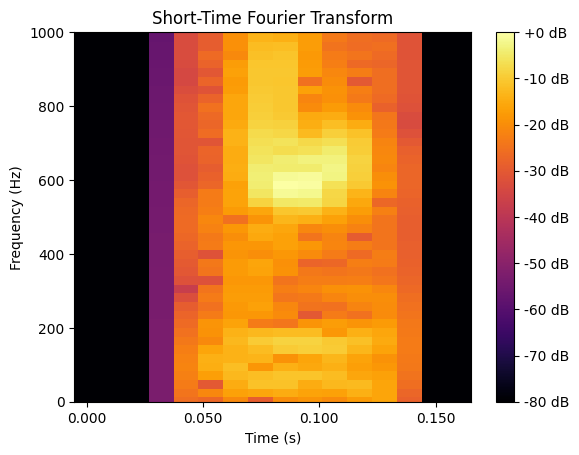 Short-Time Fourier Transform
1000
800
600
400
200
0
Frequency (Hz)
0.000
0.050
0.100
0.150
Time (s)
+0 dB
-10 dB
-20 dB
-30 dB
-40 dB
-50 dB
-60 dB
-70 dB
-80 dB